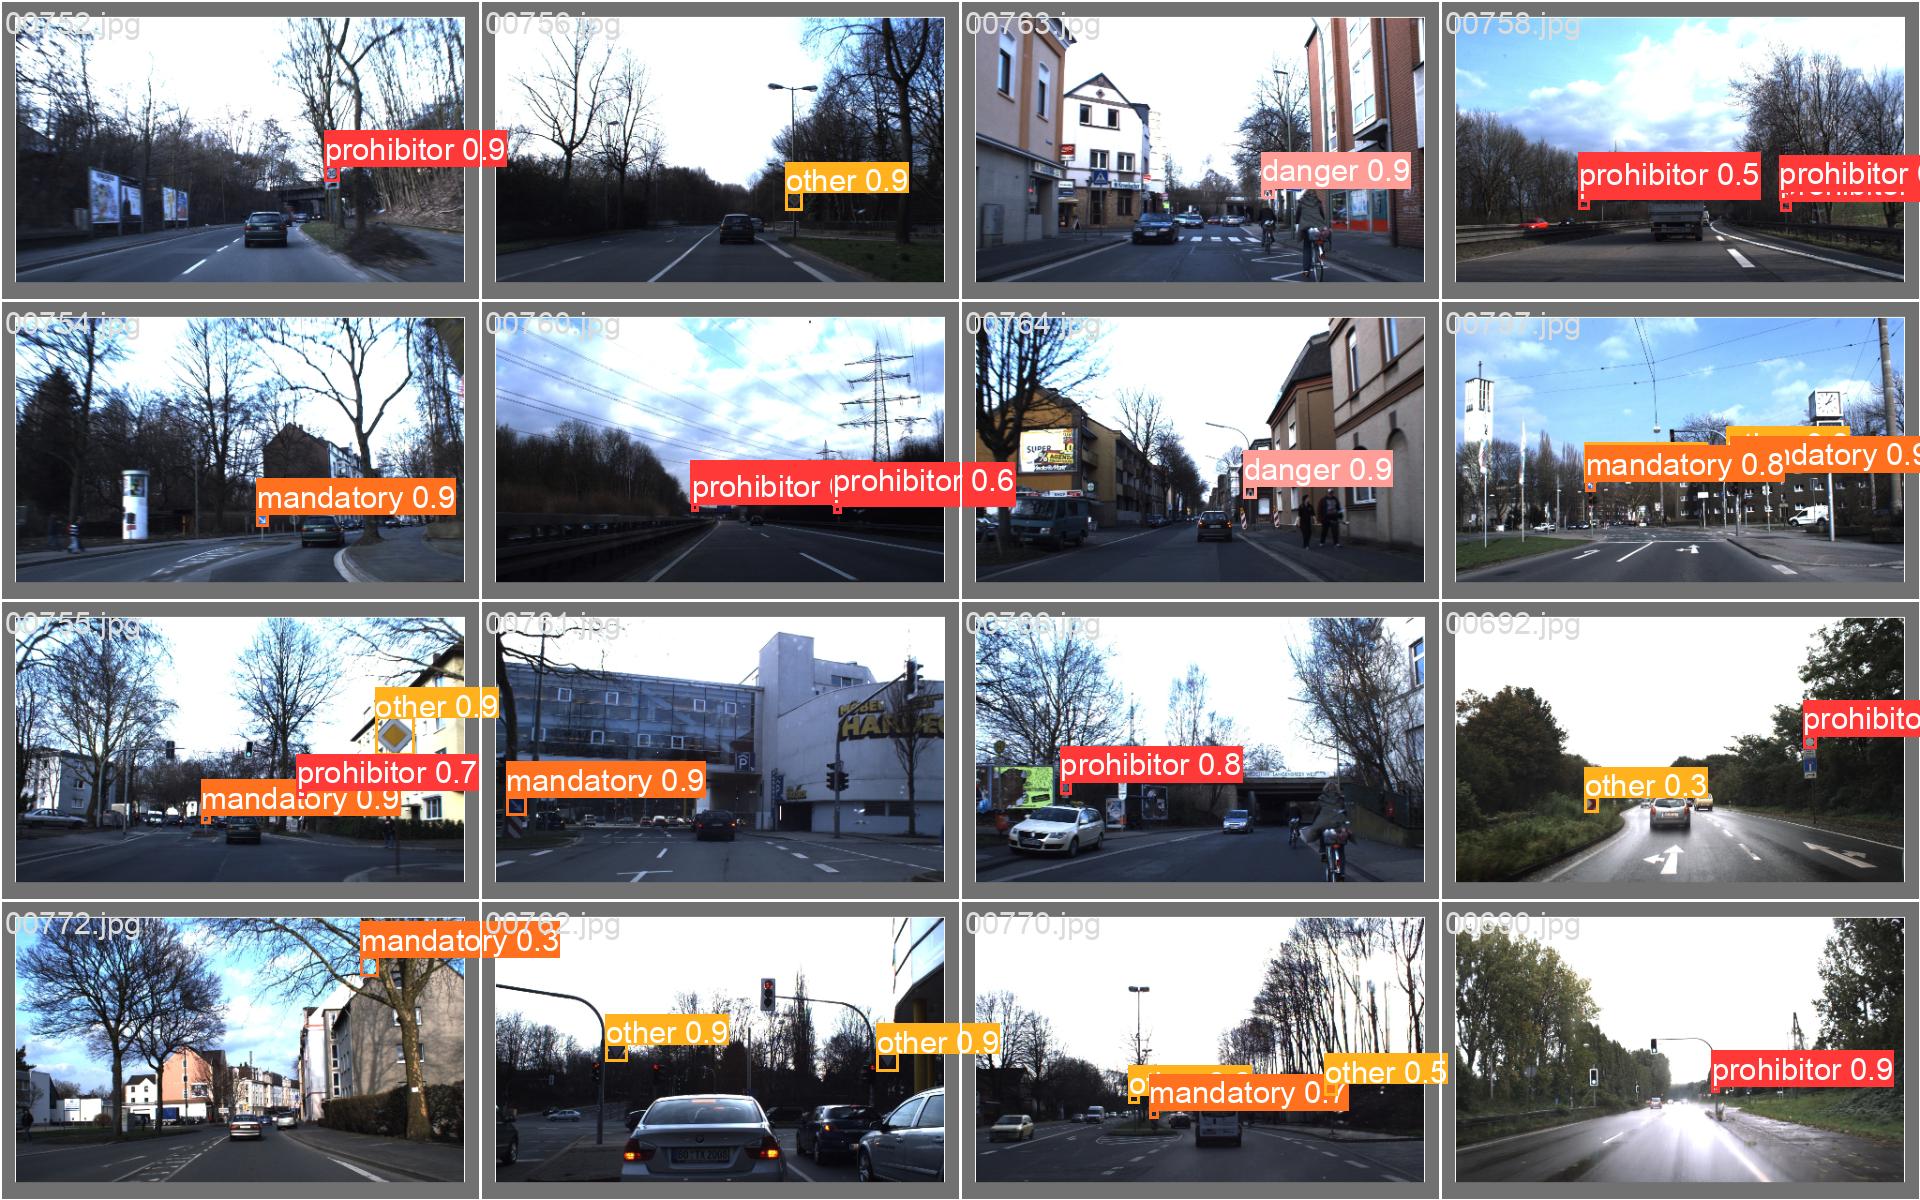 00752.jpg
prohibitor 0.9
00756.jpg
other 0.9
00763.jpg
danger 0.9
00758.jpg
prohibitor 0.5
prohibitor
00754.jpg
mandatory 0.9
00760.jpg
prohibitor
prohibitor 0.6
00764.jpg
SUPER
danger 0.9
00797.jpg
mandatory 0.8
00755.jpg
other 0.9
prohibitor 0.7
mandatory 0.9
00761.jpg
P
mandatory 0.9
prohibitor 0.8
00692.jpg
prohibito
other 0.3
00772.jpg
mandatory 0.3
00762.jpg
other 0.9
other 0.9
00770.jpg
other 0.5
mandatory 0.7
00690.jpg
prohibitor 0.9